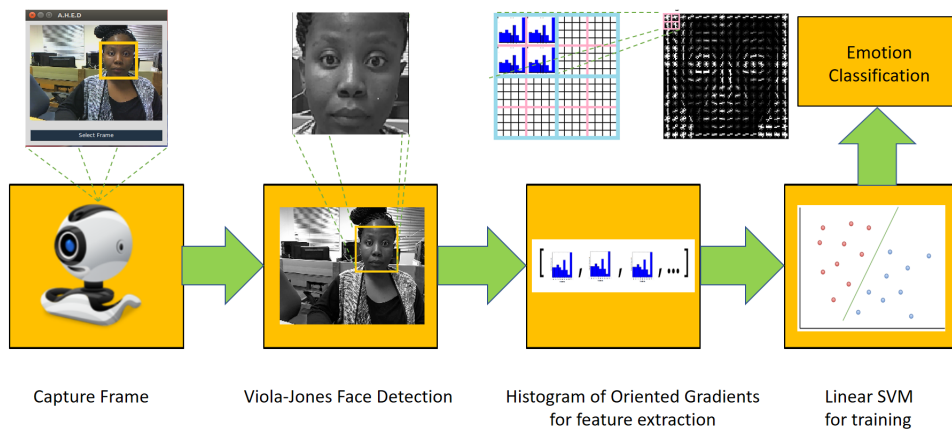 A.H.E.D
Select Frame
Emotion
Classification
[ , , ,... ]
Capture Frame
Viola-Jones Face Detection
Histogram of Oriented Gradients
for feature extraction
Linear SVM
for training